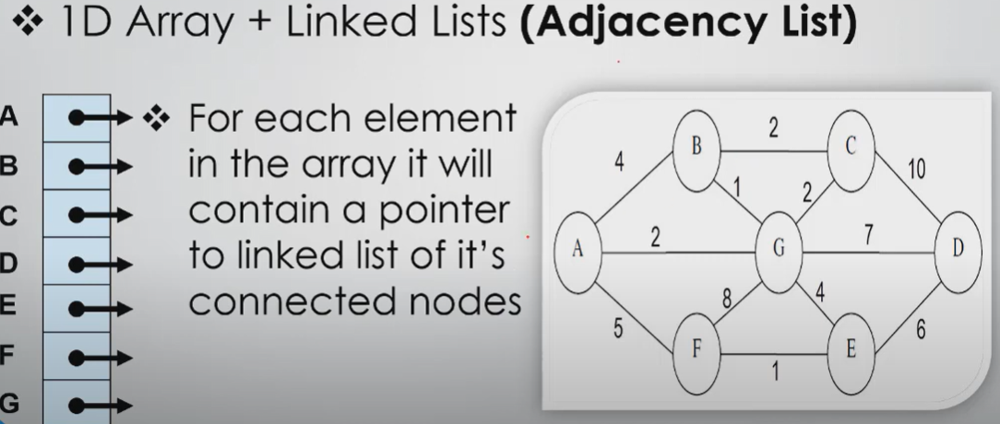 ❖ 1D Array + Linked Lists (Adjacency List)
A
B
C
D
E
F
G
❖ For each element
in the array it will
contain a pointer
to linked list of it's
connected nodes
B 2 C
4 10
1 2
A 2 G 7 D
8 4
5 6
F 1 E